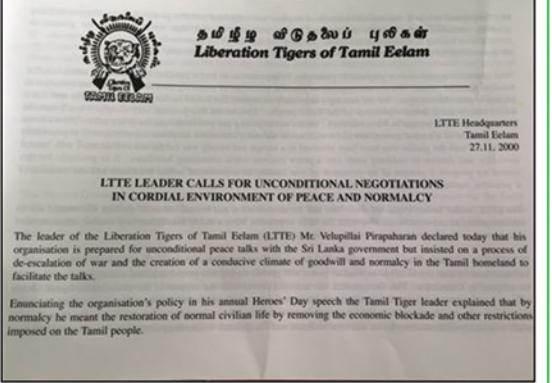 தமிழீழ விடுதலைப் புலிகள்
Liberation Tigers of Tamil Eelam
TAMIL EELAM
LTTE Headquarters
Tamil Eelam
27.11. 2000
LTTE LEADER CALLS FOR UNCONDITIONAL NEGOTIATIONS
IN CORDIAL ENVIRONMENT OF PEACE AND NORMALCY
The leader of the Liberation Tigers of Tamil Eelam (LTTE) Mr. Velupillai Pirapaharan declared today that his
organisation is prepared for unconditional peace talks with the Sri Lanka government but insisted on a process of
de-escalation of war and the creation of a conducive climate of goodwill and normalcy in the Tamil homeland to
facilitate the talks.
Enunciating the organisation's policy in his annual Heroes' Day speech the Tamil Tiger leader explained that by
normalcy he meant the restoration of normal civilian life by removing the economic blockade and other restrictions
imposed on the Tamil people.